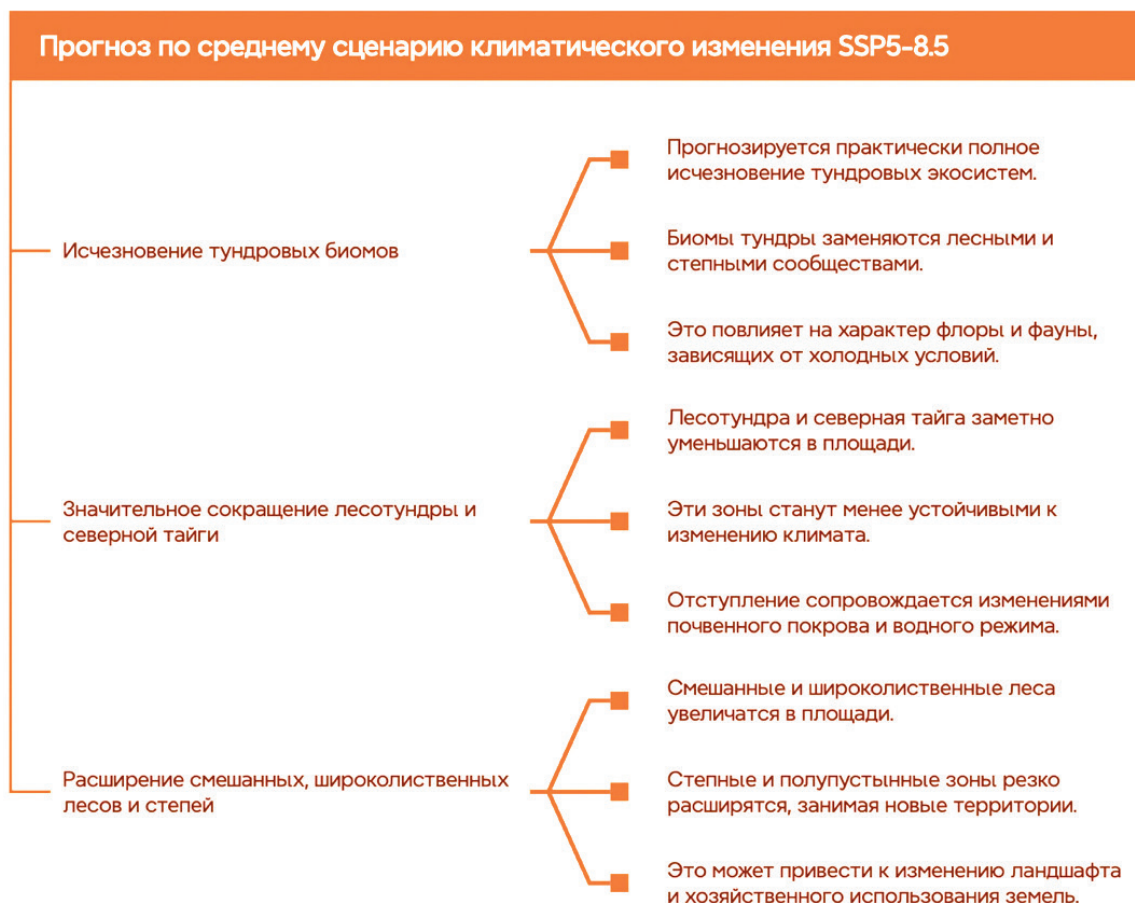 Прогноз по среднему сценарию климатического изменения SSP5-8.5
Исчезновение тундровых биомов
Прогнозируется практически полное
исчезновение тундровых экосистем.
Биомы тундры заменяются лесными и
степными сообществами.
Это повлияет на характер флоры и фауны,
зависящих от холодных условий.
Значительное сокращение лесотундры и
северной тайги
Лесотундра и северная тайга заметно
уменьшаются в площади.
Эти зоны станут менее устойчивыми к
изменению климата.
Отступление сопровождается изменениями
почвенного покрова и водного режима.
Расширение смешанных, широколиственных
лесов и степей
Смешанные и широколиственные леса
увеличатся в площади.
Степные и полупустынные зоны резко
расширятся, занимая новые территории.
Это может привести к изменению ландшафта
и хозяйственного использования земель.